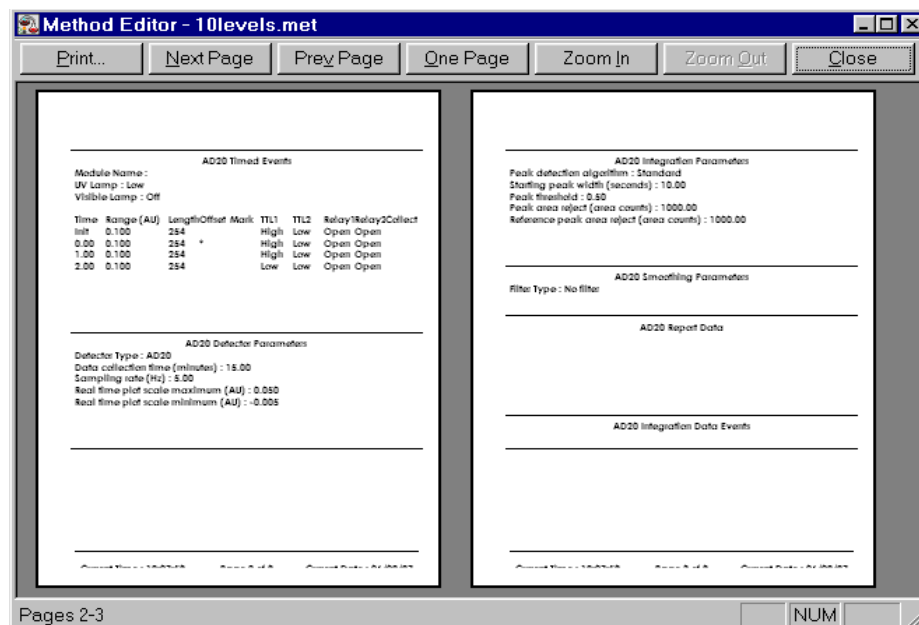 Method Editor - 10levels.met
Print... Next Page Prev Page One Page Zoom In Zoom Out Close
AD20 Timed Events
Module Name :
UV Lamp : Low
Visible Lamp : Off
Time Range (AU) LengthOffset Mark TTL1 TTL2 Relay1Relay2Collect
Init 0.100 254 High Low Open Open
0.00 0.100 254 * High Low Open Open
1.00 0.100 254 High Low Open Open
2.00 0.100 254 Low Low Open Open
AD20 Detector Parameters
Detector Type : AD20
Data collection time (minutes) : 15.00
Sampling rate (Hz) : 5.00
Real time plot scale maximum (AU) : 0.050
Real time plot scale minimum (AU) : -0.005
AD20 Integration Parameters
Peak detection algorithm : Standard
Starting peak width (seconds) : 10.00
Peak threshold : 0.50
Peak area reject (area counts) : 1000.00
Reference peak area reject (area counts) : 1000.00
AD20 Smoothing Parameters
Filter Type : No filter
AD20 Report Data
AD20 Integration Data Events
Pages 2-3
NUM